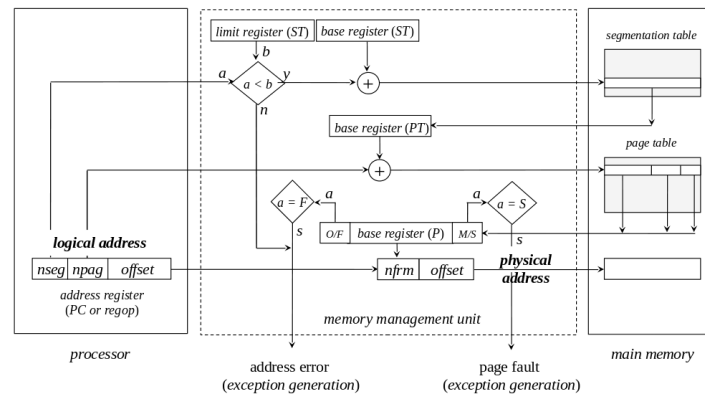 limit register (ST)
base register (ST)
segmentation table
b
a
a < b
y
+
n
base register (PT)
page table
+
a
a
a = F
a = S
s
s
O/F
base register (P)
M/S
logical address
physical
address
nseg
npag
offset
nfrm
offset
address register
(PC or regop)
memory management unit
processor
main memory
address error
(exception generation)
page fault
(exception generation)